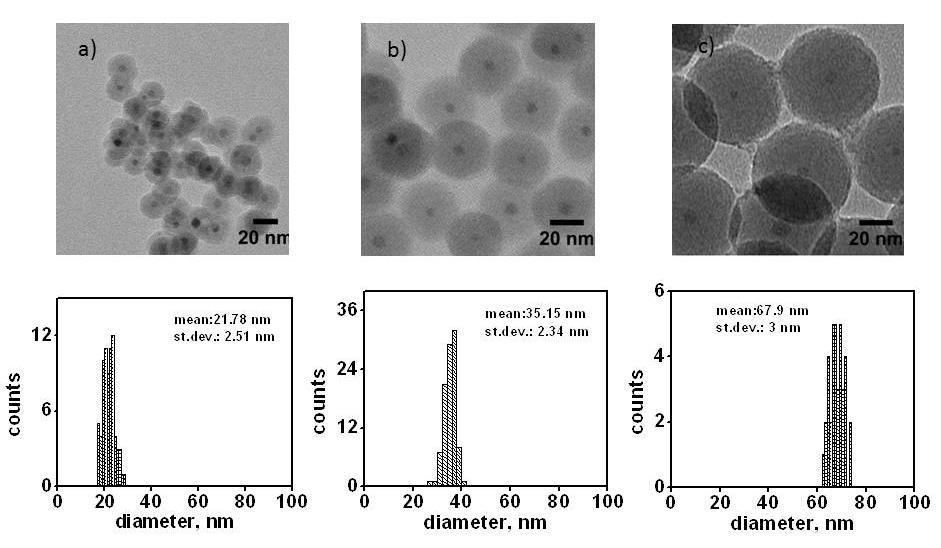 a)
20 nm
b)
20 nm
c)
20 nm
mean:21.78 nm
st.dev.: 2.51 nm
counts
12
6
0
0 20 40 60 80 100
diameter, nm
mean:35.15 nm
st.dev.: 2.34 nm
counts
36
24
12
0
0 20 40 60 80 100
diameter, nm
mean:67.9 nm
st.dev.: 3 nm
counts
6
4
2
0
0 20 40 60 80 100
diameter, nm